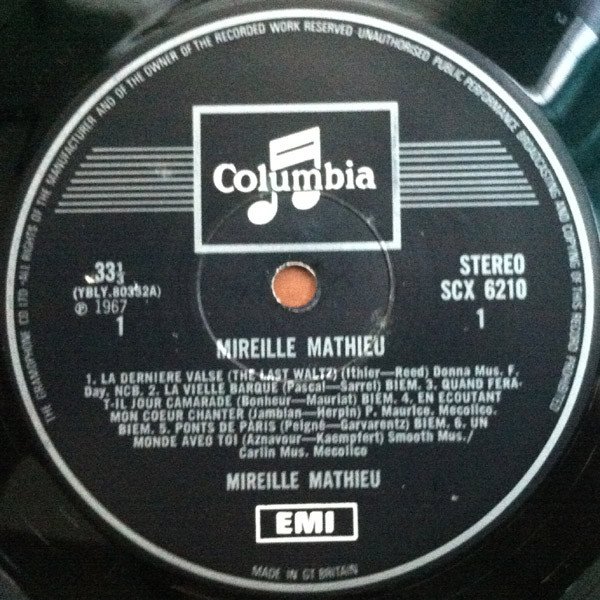 THE GRAMOPHONE CO LTD·ALL RIGHTS OF THE MANUFACTURER AND OF THE OWNER OF THE RECORDED WORK RESERVED UNAUTHORISED PUBLIC PERFORMANCE BROADCASTING AND COPYING OF THIS RECORD PROHIBITED
Columbia
33⅓
(YBLY.80352A)
℗ 1967
1
STEREO
SCX 6210
1
MIREILLE MATHIEU
1. LA DERNIERE VALSE (THE LAST WALTZ) (Ithier—Reed) Donna Mus. F.
Day, NCB. 2. LA VIELLE BARQUE (Pascal—Sarrel) BIEM. 3. QUAND FERA-
T-IL JOUR CAMARADE (Bonheur—Mauriat) BIEM. 4. EN ECOUTANT
MON COEUR CHANTER (Jambian—Herpin) P. Maurice. Mecolico.
BIEM. 5. PONTS DE PARIS (Peigné—Garvarentz) BIEM. 6. UN
MONDE AVEO TOI (Aznavour—Kaempfert) Smooth Mus./
Carlin Mus. Mecolico
MIREILLE MATHIEU
EMI
MADE IN GT BRITAIN